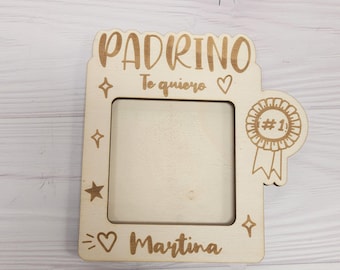 PADRINO
Te quiero
#1
Martina